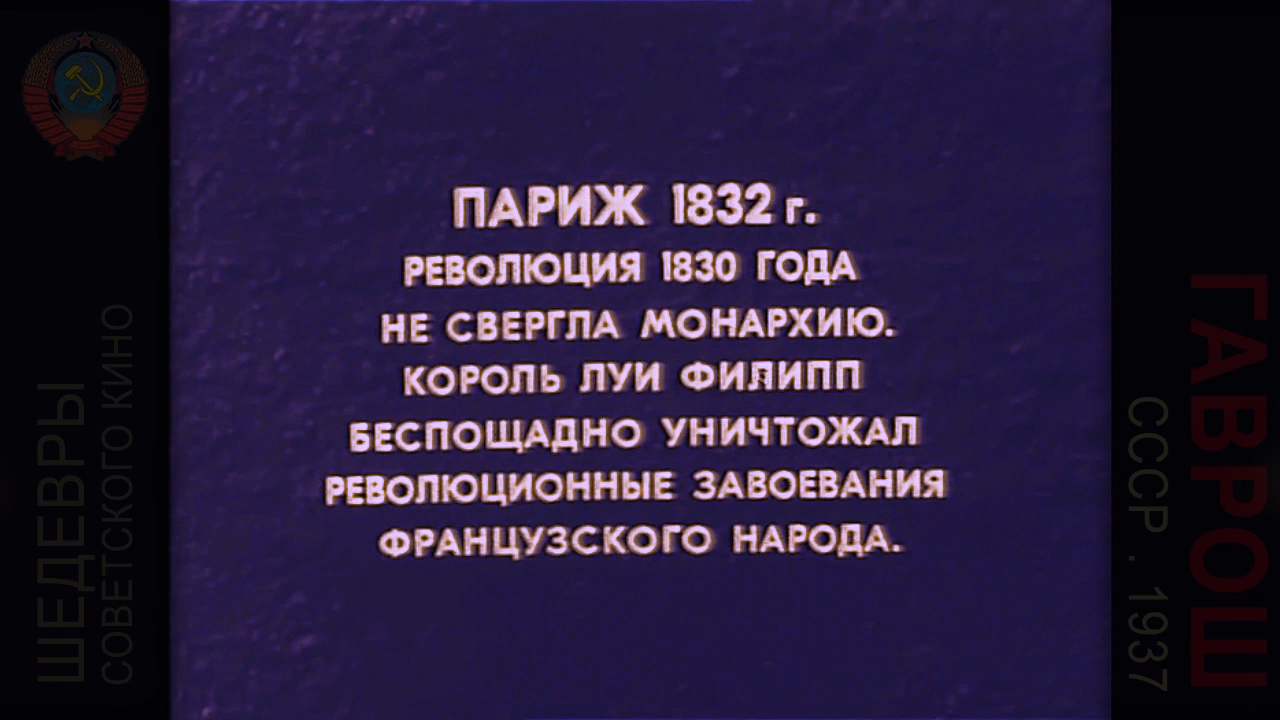 ПАРИЖ 1832 г.
РЕВОЛЮЦИЯ 1830 ГОДА
НЕ СВЕРГЛА МОНАРХИЮ.
КОРОЛЬ ЛУИ ФИЛИПП
БЕСПОЩАДНО УНИЧТОЖАЛ
РЕВОЛЮЦИОННЫЕ ЗАВОЕВАНИЯ
ФРАНЦУЗСКОГО НАРОДА.
ШЕДЕВРЫ
СОВЕТСКОГО КИНО
ГАВРОШ
СССР . 1937